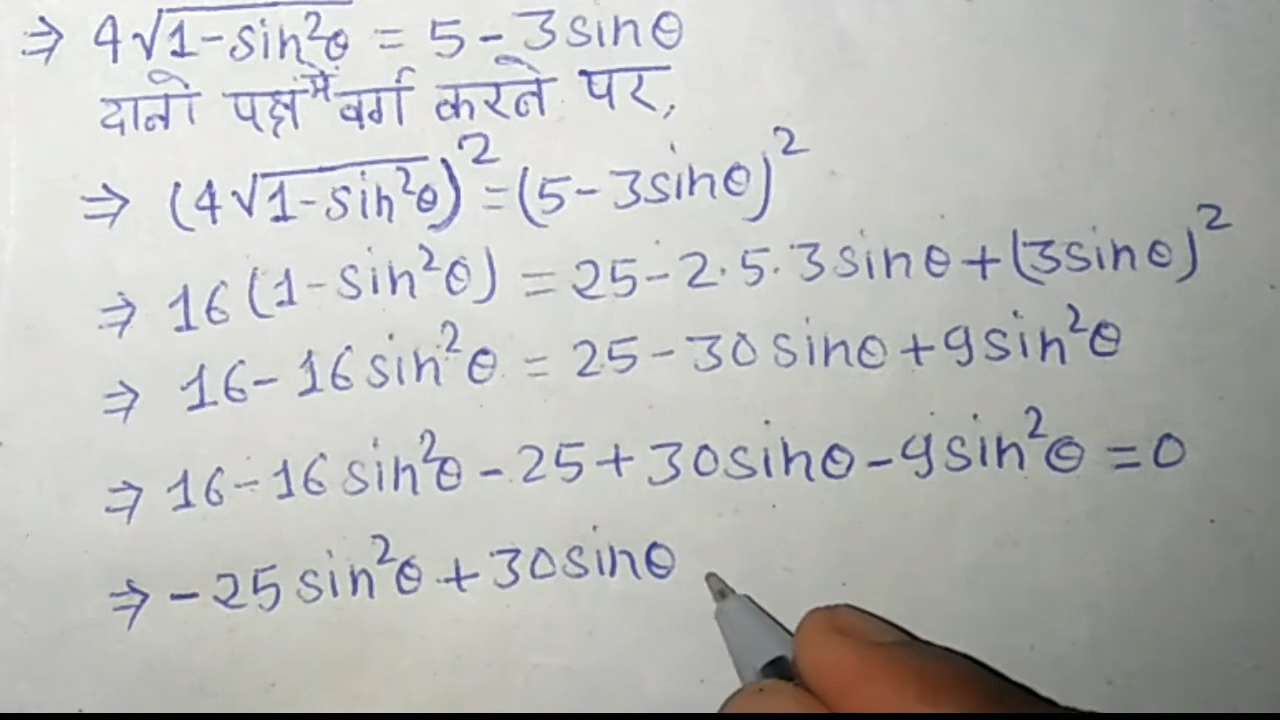 ⇒ 4√1-sin²θ = 5-3sinθ
दानो पक्षं में वर्ग करने पर,
⇒ (4√1-sin²θ)² = (5-3sinθ)²
⇒ 16(1-sin²θ) = 25-2·5·3sinθ+(3sinθ)²
⇒ 16-16sin²θ = 25-30sinθ+9sin²θ
⇒ 16-16sin²θ-25+30sinθ-9sin²θ=0
⇒ -25sin²θ+30sinθ